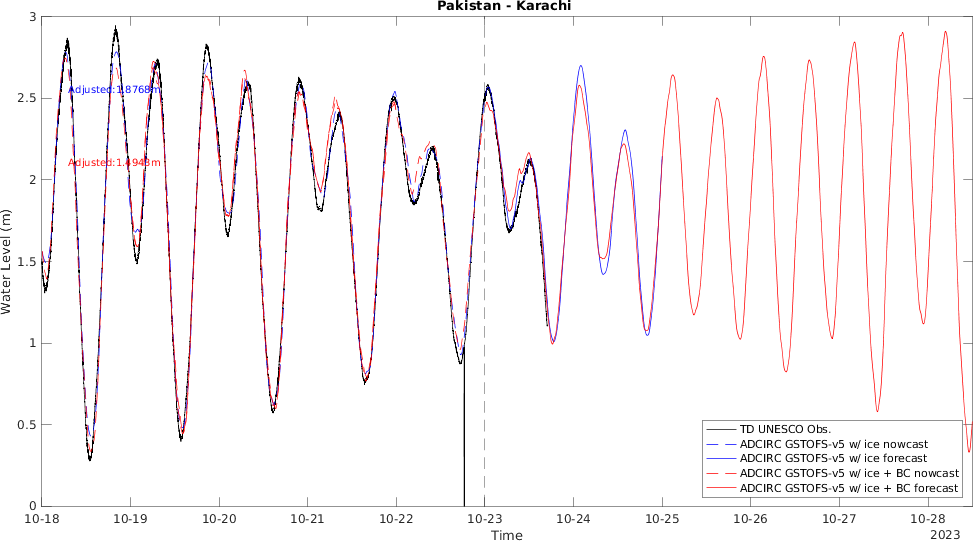 Pakistan - Karachi
3
2.5
2
1.5
1
0.5
0
Water Level (m)
Adjusted:1.8768m
Adjusted:1.8943m
TD UNESCO Obs.
ADCIRC GSTOFS-v5 w/ ice nowcast
ADCIRC GSTOFS-v5 w/ ice forecast
ADCIRC GSTOFS-v5 w/ ice + BC nowcast
ADCIRC GSTOFS-v5 w/ ice + BC forecast
10-18 10-19 10-20 10-21 10-22 10-23 10-24 10-25 10-26 10-27 10-28
2023
Time